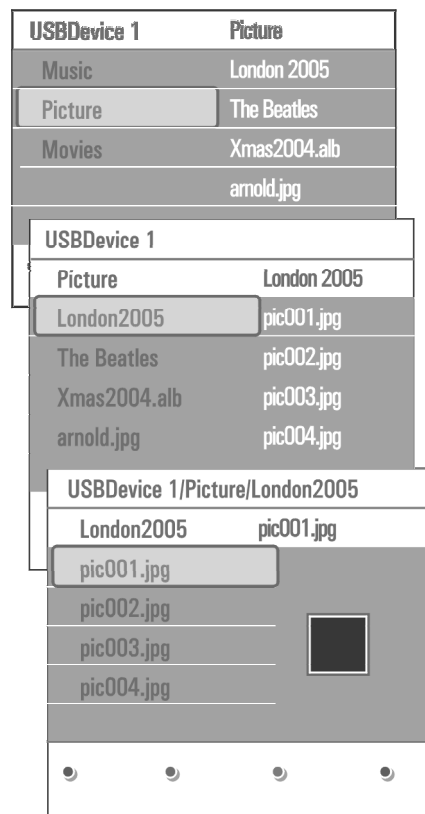 USBDevice 1 Picture
Music London 2005
Picture The Beatles
Movies Xmas2004.alb
arnold.jpg
USBDevice 1
Picture London 2005
London2005 pic001.jpg
The Beatles pic002.jpg
Xmas2004.alb pic003.jpg
arnold.jpg pic004.jpg
USBDevice 1/Picture/London2005
London2005 pic001.jpg
pic001.jpg
pic002.jpg
pic003.jpg
pic004.jpg